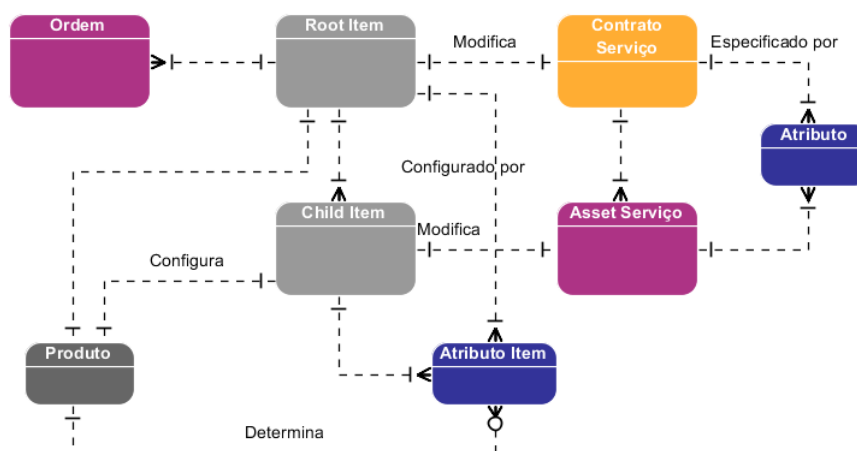 Ordem
Root Item
Modifica
Contrato
Serviço
Especificado por
Atributo
Configurado por
Child Item
Modifica
Asset Serviço
Configura
Produto
Atributo Item
Determina